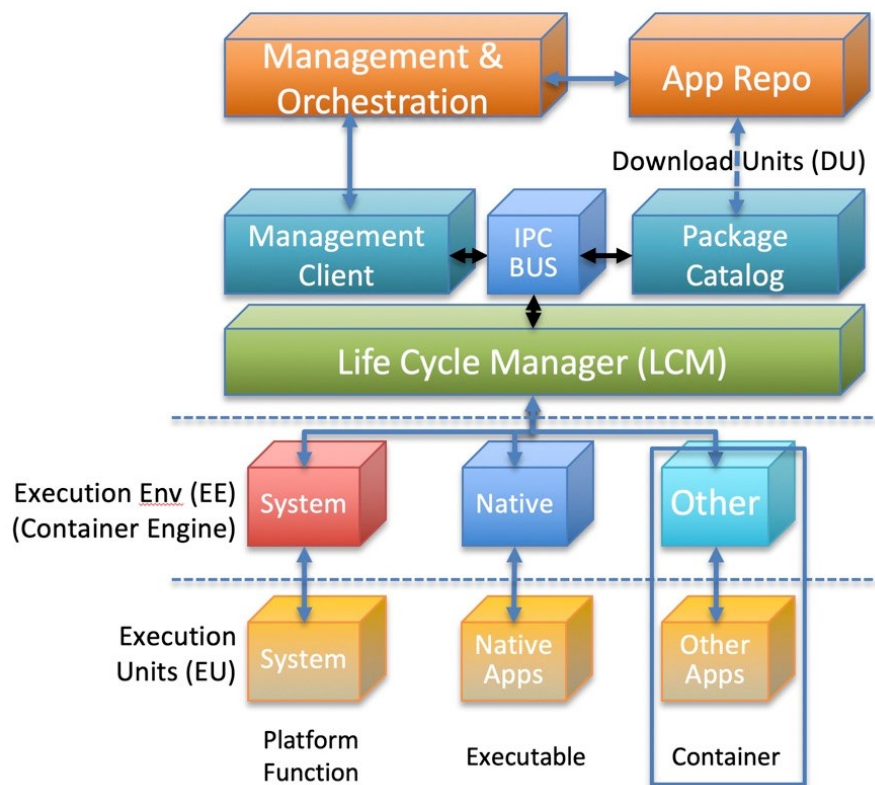 Management &
Orchestration
App Repo
Download Units (DU)
Management
Client
IPC
BUS
Package
Catalog
Life Cycle Manager (LCM)
Execution Env (EE)
(Container Engine)
System
Native
Other
Execution
Units (EU)
System
Native
Apps
Other
Apps
Platform
Function
Executable
Container